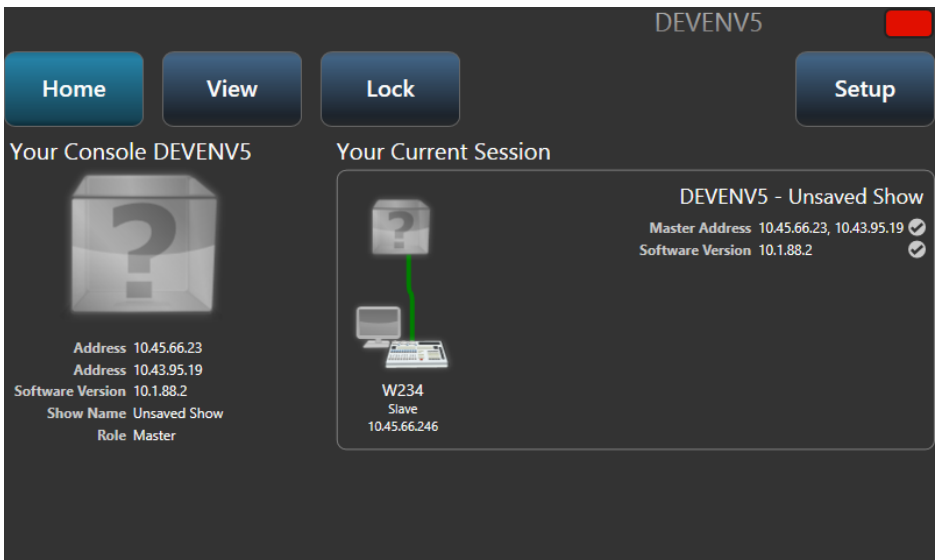 DEVENV5
Home
View
Lock
Setup
Your Console DEVENV5
?
Address 10.45.66.23
Address 10.43.95.19
Software Version 10.1.88.2
Show Name Unsaved Show
Role Master
Your Current Session
?
W234
Slave
10.45.66.246
DEVENV5 - Unsaved Show
Master Address 10.45.66.23, 10.43.95.19
Software Version 10.1.88.2